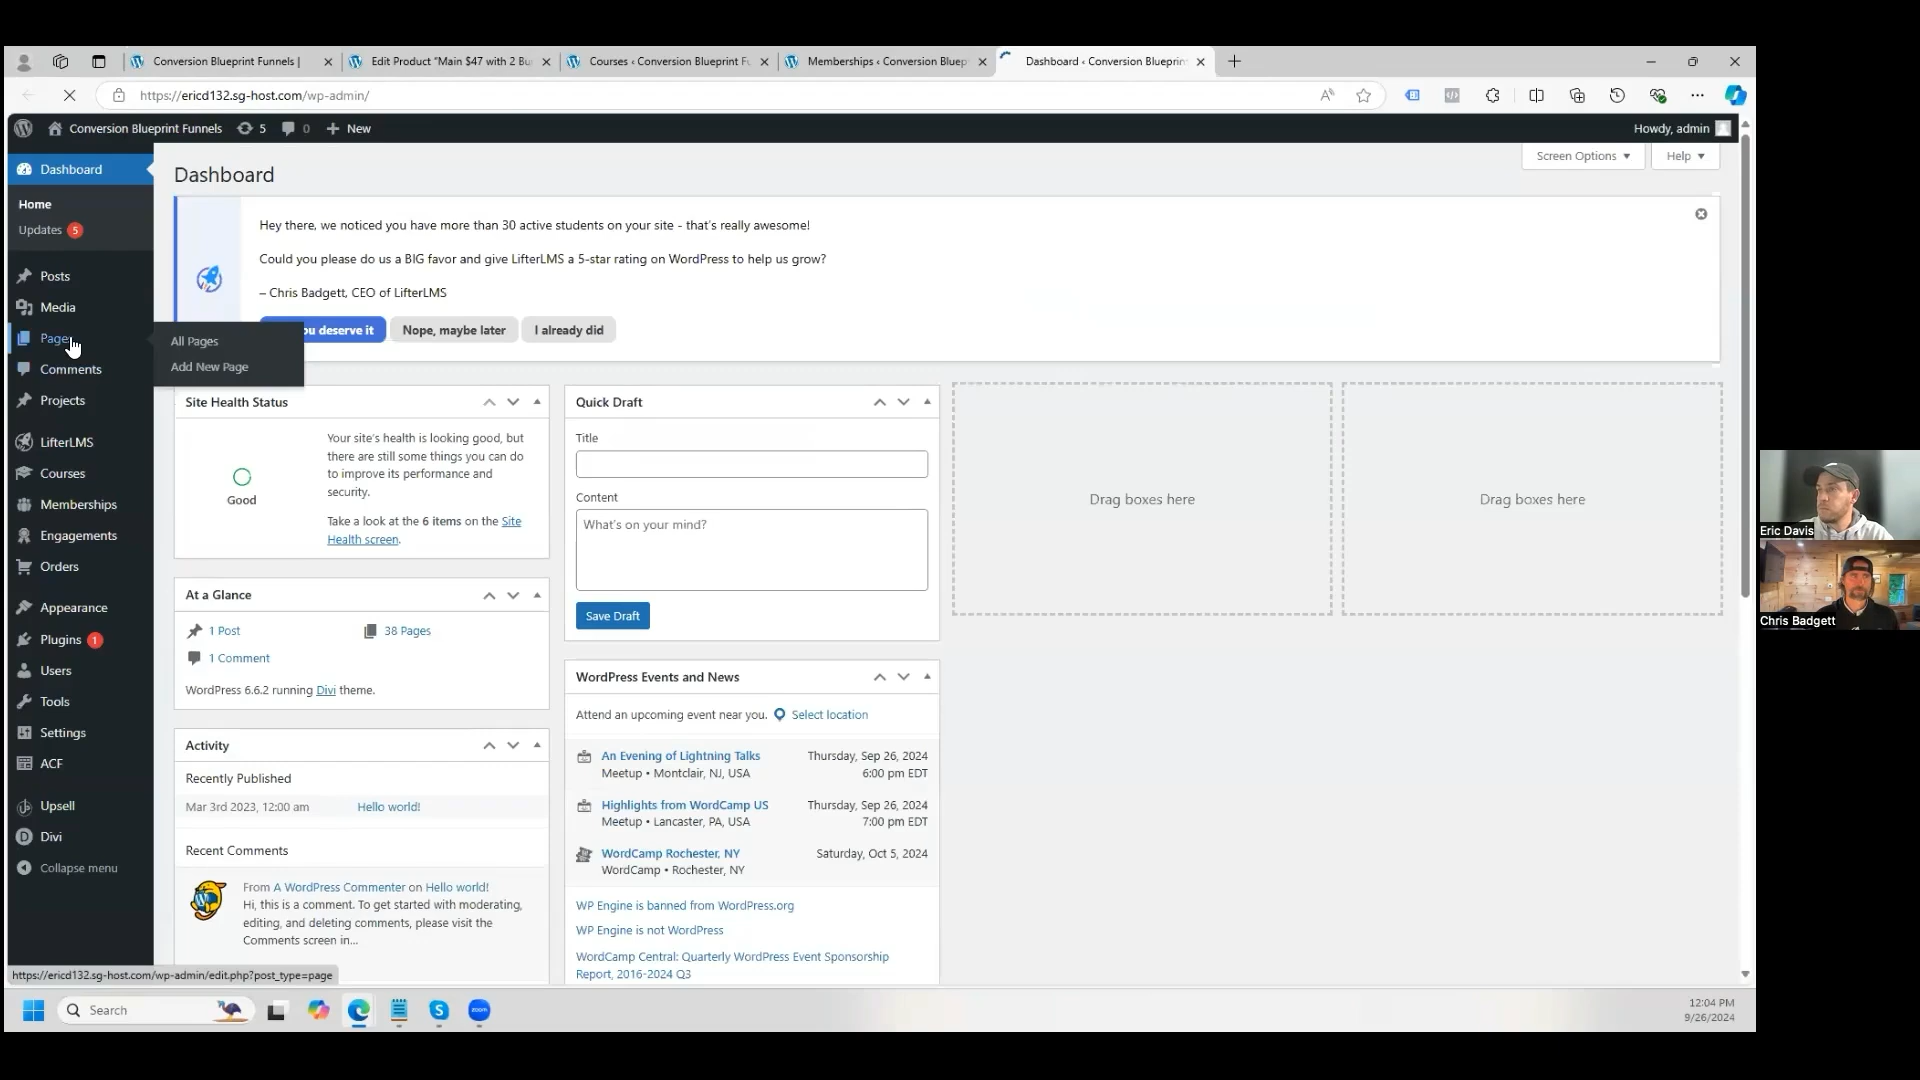 Conversion Blueprint Funnels |
Edit Product "Main $47 with 2 Bu
Courses ‹ Conversion Blueprint Fu
Memberships ‹ Conversion Bluep
Dashboard ‹ Conversion Blueprin
https://ericd132.sg-host.com/wp-admin/
Conversion Blueprint Funnels
5
0
New
Howdy, admin
Dashboard
Home
Updates 5
Posts
Media
Page
Comments
Projects
LifterLMS
Courses
Memberships
Engagements
Orders
Appearance
Plugins 1
Users
Tools
Settings
ACF
Upsell
Divi
Collapse menu
All Pages
Add New Page
Dashboard
Screen Options
Help
Hey there, we noticed you have more than 30 active students on your site - that's really awesome!
Could you please do us a BIG favor and give LifterLMS a 5-star rating on WordPress to help us grow?
– Chris Badgett, CEO of LifterLMS
ou deserve it
Nope, maybe later
I already did
Site Health Status
Good
Your site's health is looking good, but
there are still some things you can do
to improve its performance and
security.
Take a look at the 6 items on the Site
Health screen.
At a Glance
1 Post
38 Pages
1 Comment
WordPress 6.6.2 running Divi theme.
Activity
Recently Published
Mar 3rd 2023, 12:00 am
Hello world!
Recent Comments
From A WordPress Commenter on Hello world!
Hi, this is a comment. To get started with moderating,
editing, and deleting comments, please visit the
Comments screen in…
Quick Draft
Title
Content
What's on your mind?
Save Draft
WordPress Events and News
Attend an upcoming event near you.
Select location
An Evening of Lightning Talks
Thursday, Sep 26, 2024
Meetup • Montclair, NJ, USA
6:00 pm EDT
Highlights from WordCamp US
Thursday, Sep 26, 2024
Meetup • Lancaster, PA, USA
7:00 pm EDT
WordCamp Rochester, NY
Saturday, Oct 5, 2024
WordCamp • Rochester, NY
WP Engine is banned from WordPress.org
WP Engine is not WordPress
WordCamp Central: Quarterly WordPress Event Sponsorship
Report, 2016-2024 Q3
Drag boxes here
Drag boxes here
Eric Davis
Chris Badgett
https://ericd132.sg-host.com/wp-admin/edit.php?post_type=page
Search
zoom
12:04 PM
9/26/2024